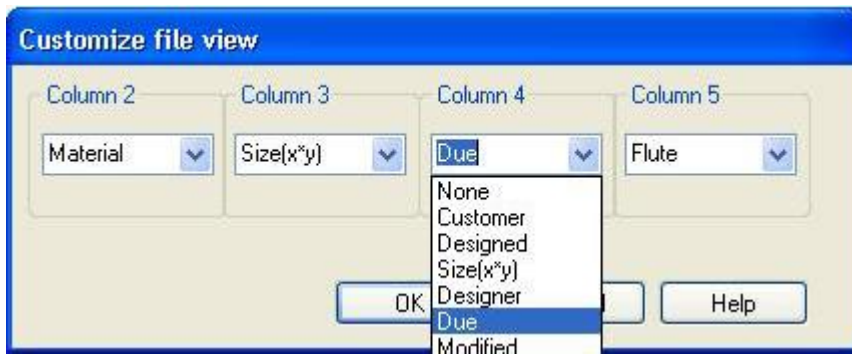 Customize file view
Column 2 Column 3 Column 4 Column 5
Material Size(x*y) Due Flute
None
Customer
Designed
Size(x*y)
Designer
OK Help
Due
Modified